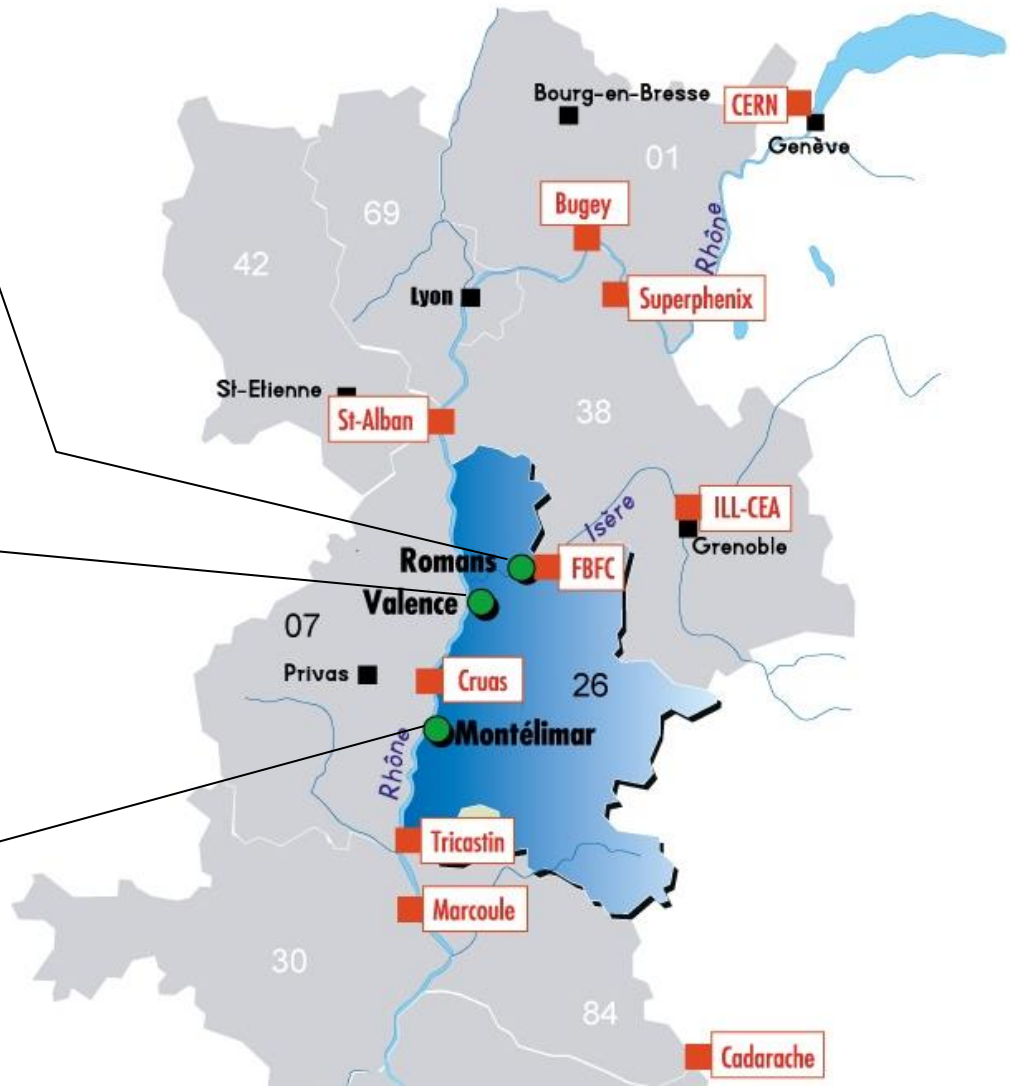 Bourg-en-Bresse
CERN
Genève
01
69
Bugey
Rhône
42
Lyon
Superphenix
St-Etienne
St-Alban
38
ILL-CEA
Isère
Grenoble
Romans
FBFC
Valence
07
Privas
Cruas
26
Montélimar
Rhône
Tricastin
Marcoule
30
84
Cadarache